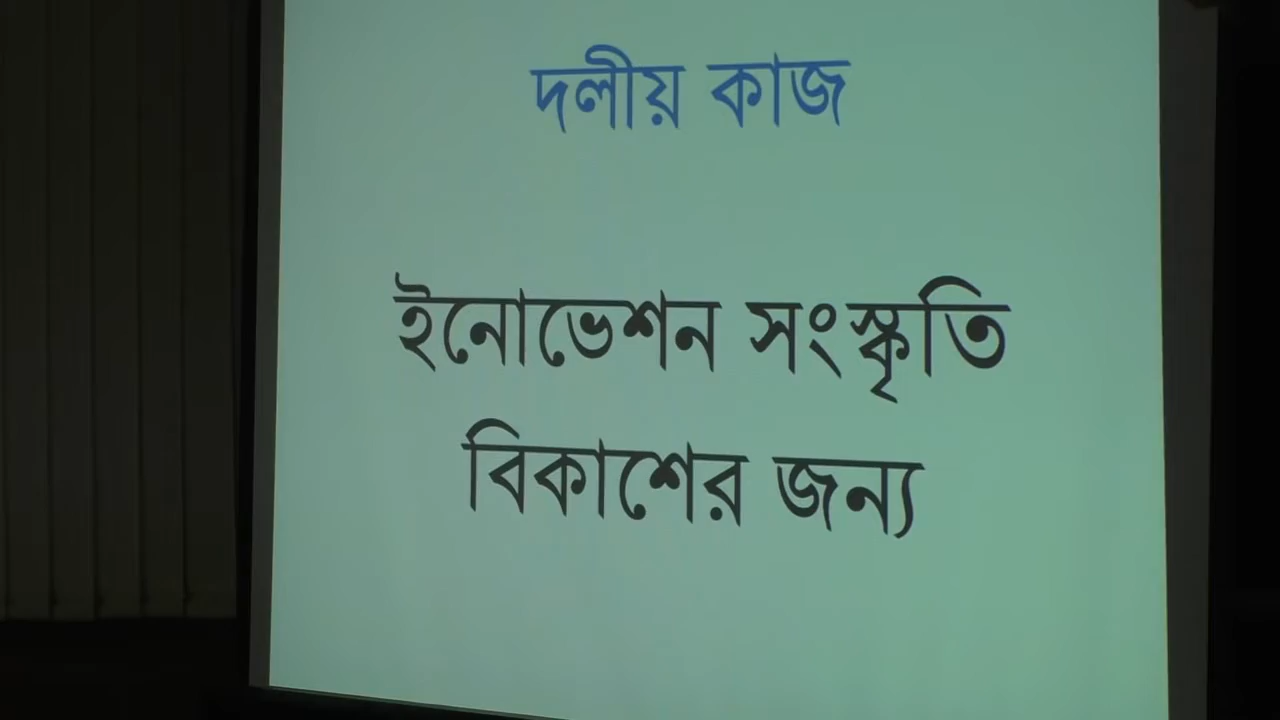 দলীয় কাজ
ইনোভেশন সংস্কৃতি
বিকাশের জন্য